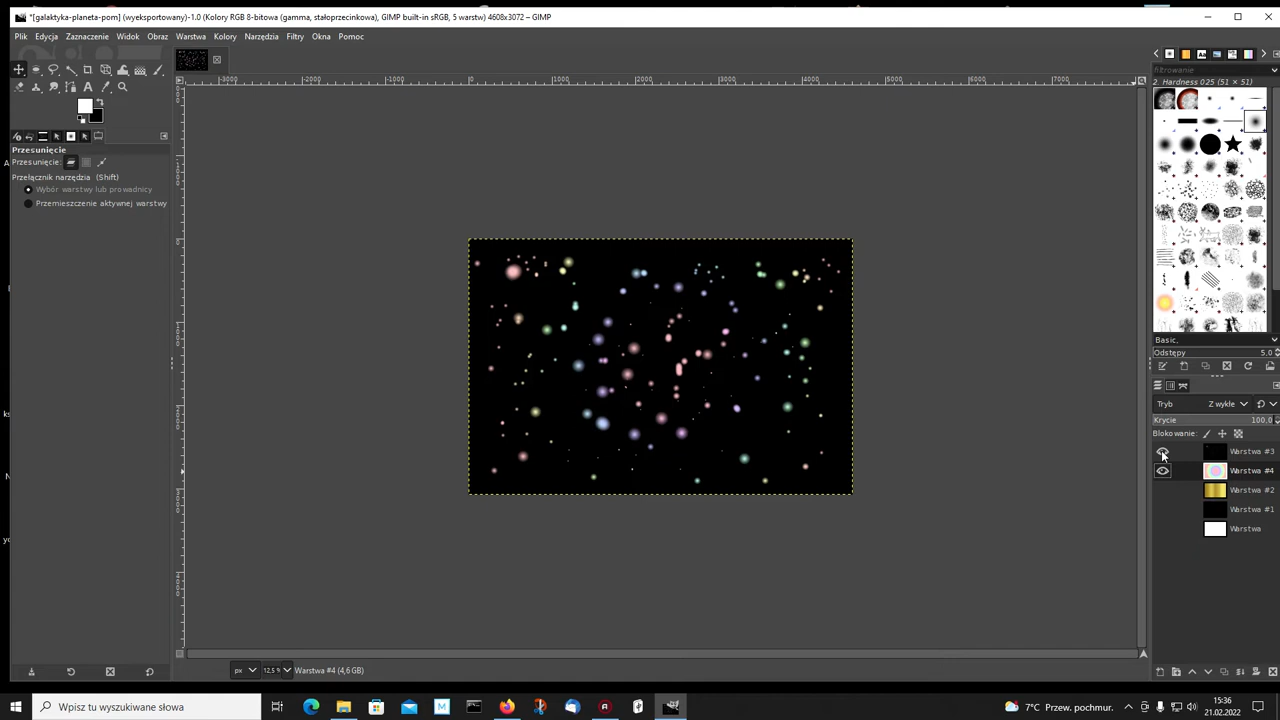 *[galaktyka-planeta-pom] (wyeksportowany)-1.0 (Kolory RGB 8-bitowa (gamma, stałoprzecinkowa), GIMP built-in sRGB, 5 warstw) 4608x3072 – GIMP
Plik Edycja Zaznaczenie Widok Obraz Warstwa Kolory Narzędzia Filtry Okna Pomoc
filtrowanie
2. Hardness 025 (51 × 51)
Przesunięcie
Przesunięcie:
Przełącznik narzędzia (Shift)
Wybór warstwy lub prowadnicy
Przemieszczenie aktywnej warstwy
Basic,
Odstępy 5,0
Tryb Zwykłe
Krycie 100,0
Blokowanie:
Warstwa #3
Warstwa #4
Warstwa #2
Warstwa #1
Warstwa
px 12,5 % Warstwa #4 (4,6 GB)
Wpisz tu wyszukiwane słowa
7°C Przew. pochmur.
15:36
21.02.2022